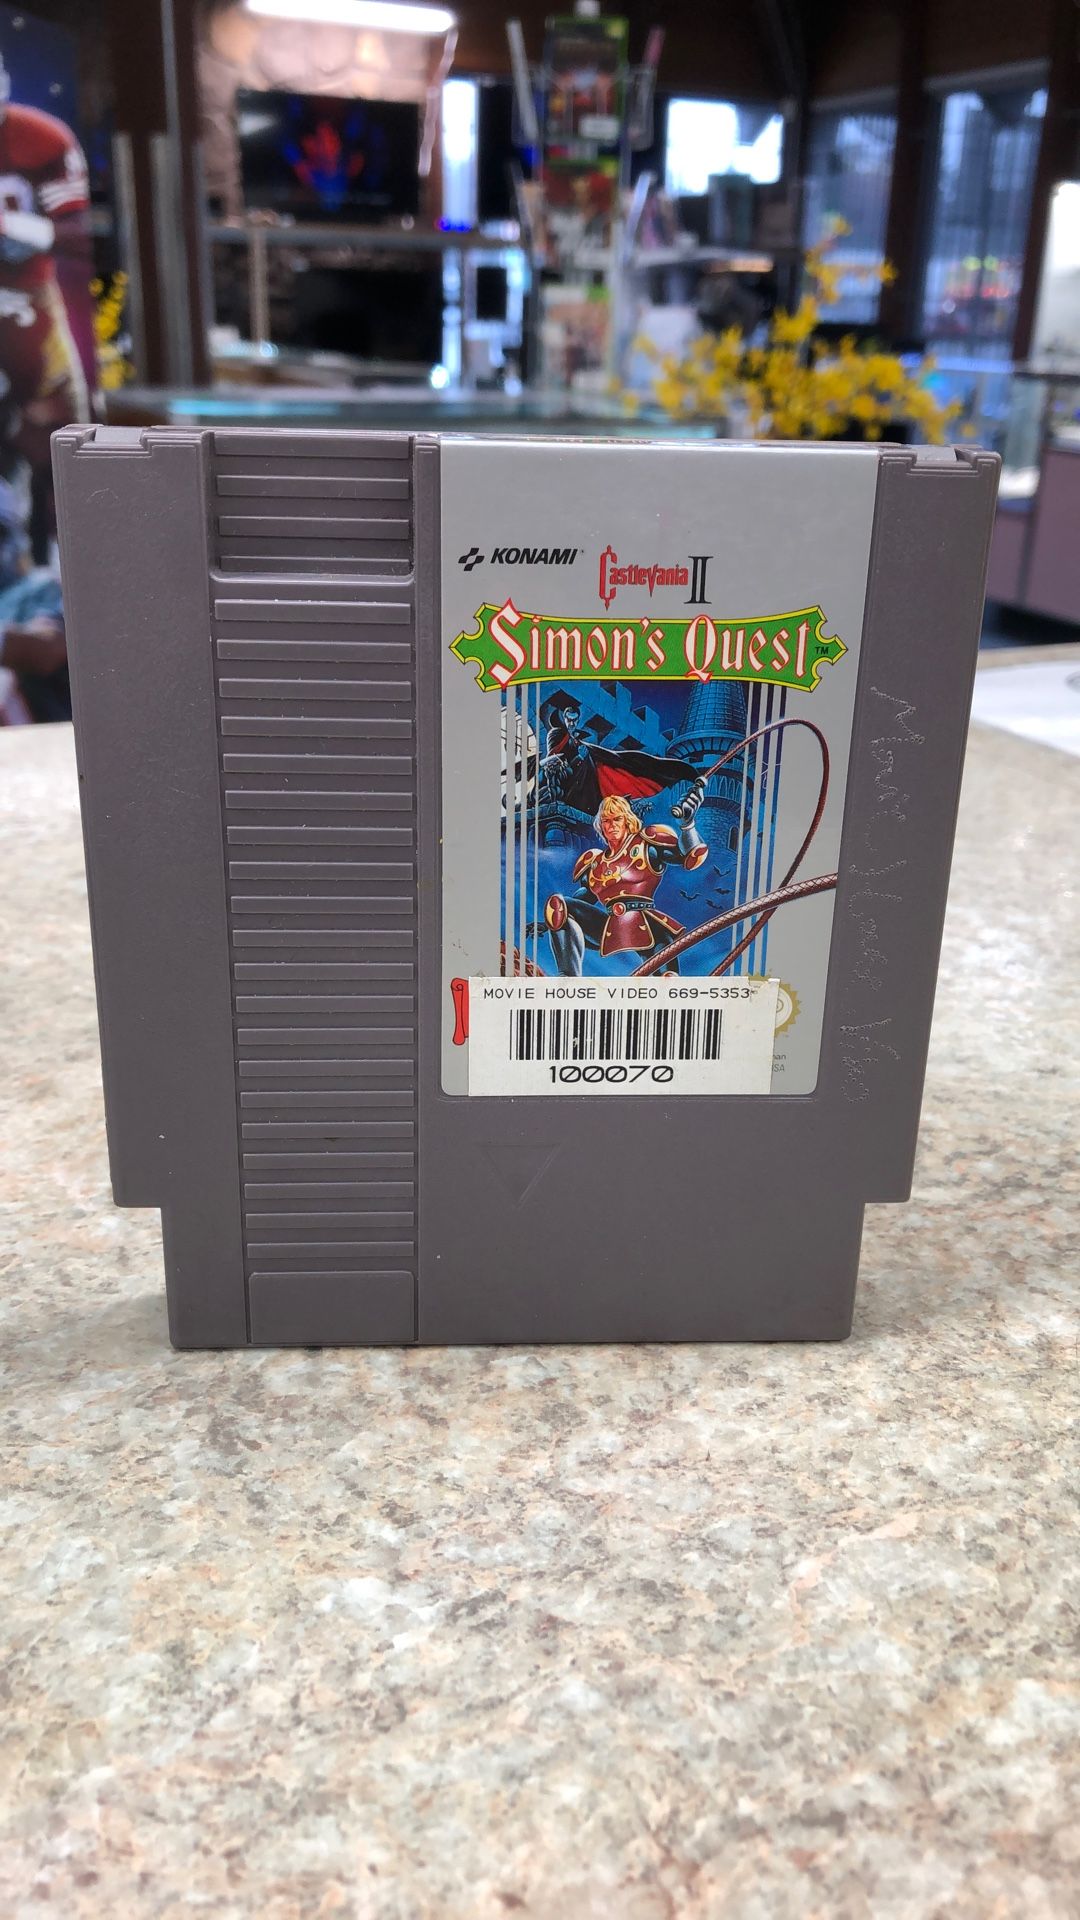 KONAMI
Castlevania II
Simon's Quest ™
MOVIE HOUSE VIDEO 669-5353
100070